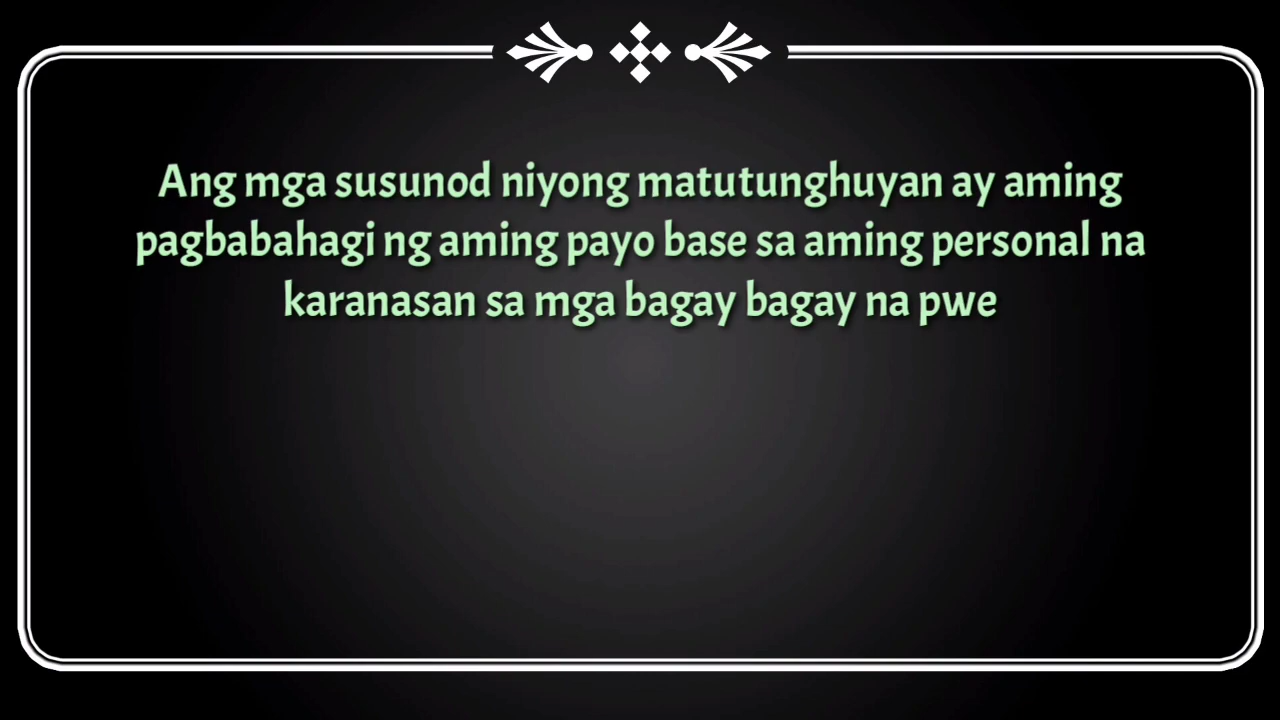 Ang mga susunod niyong matutunghuyan ay aming
pagbabahagi ng aming payo base sa aming personal na
karanasan sa mga bagay bagay na pwe